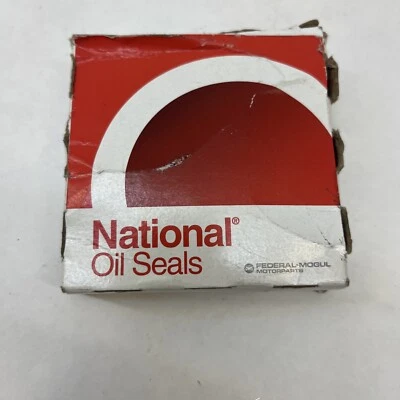 National®
Oil Seals
FEDERAL-MOGUL
MOTORPARTS